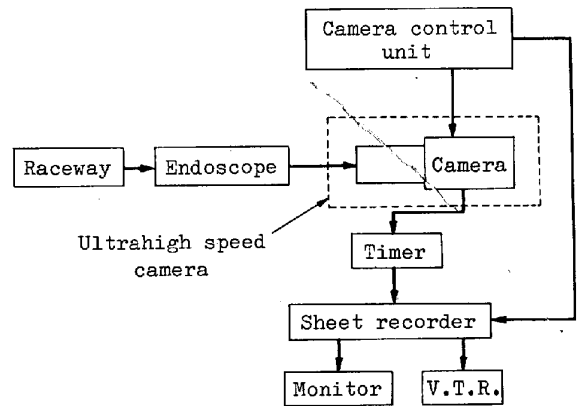 Camera control
unit
Raceway
Endoscope
Camera
Ultrahigh speed
camera
Timer
Sheet recorder
Monitor
V.T.R.